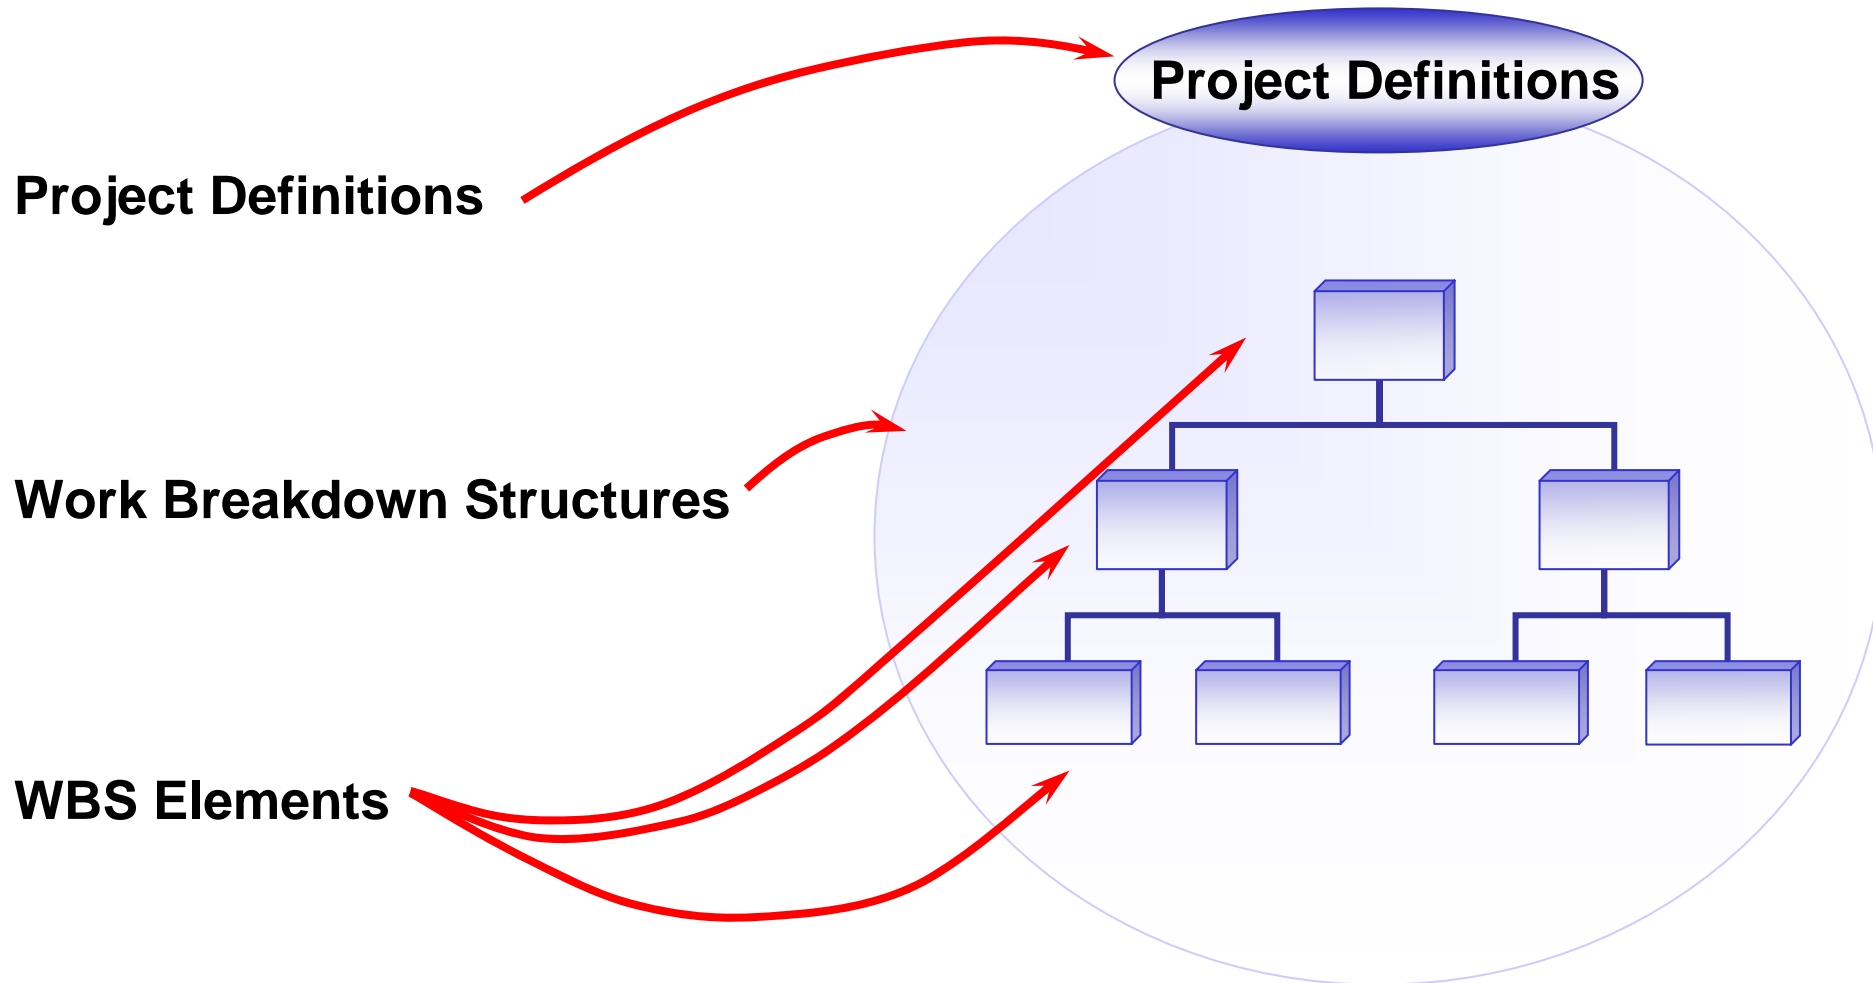 Project Definitions
Project Definitions
Work Breakdown Structures
WBS Elements